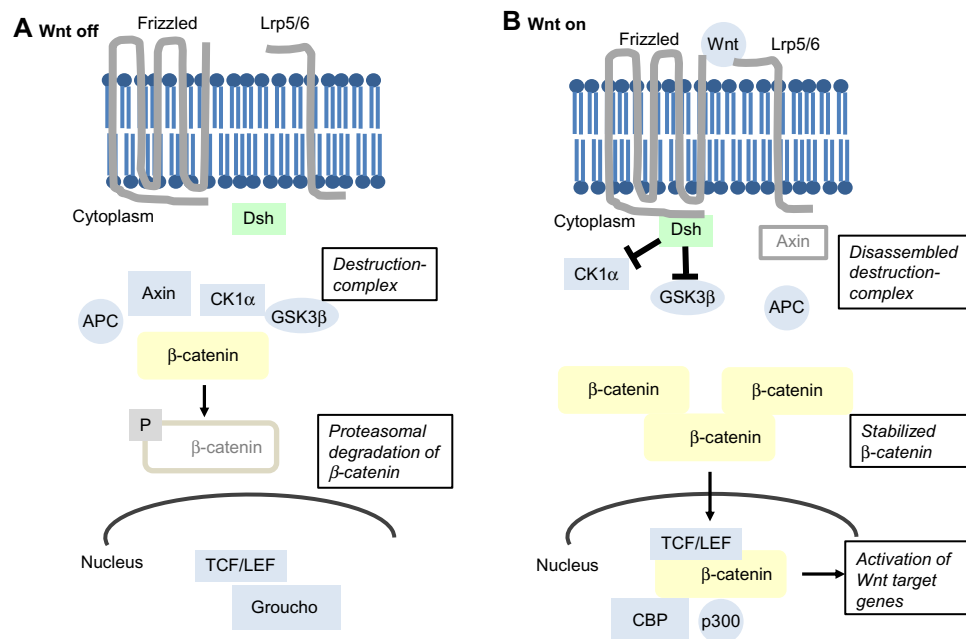 A Wnt off
Frizzled
Lrp5/6
Cytoplasm
Dsh
Destruction-
complex
Axin
CK1α
APC
GSK3β
β-catenin
P
β-catenin
Proteasomal
degradation of
β-catenin
Nucleus
TCF/LEF
Groucho
B Wnt on
Frizzled
Wnt
Lrp5/6
Cytoplasm
Dsh
Axin
CK1α
GSK3β
APC
Disassembled
destruction-
complex
β-catenin
β-catenin
β-catenin
Stabilized
β-catenin
Nucleus
TCF/LEF
β-catenin
CBP
p300
Activation of
Wnt target
genes